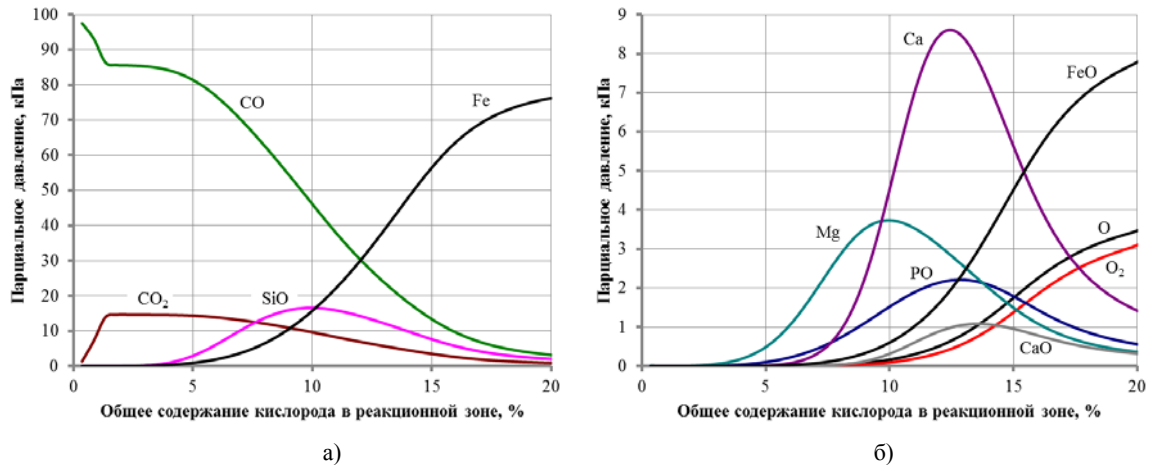 Парциальное давление, кПа
100
90
80
70
60
50
40
30
20
10
0
CO
Fe
CO₂
SiO
0 5 10 15 20
Общее содержание кислорода в реакционной зоне, %
а)
Парциальное давление, кПа
9
8
7
6
5
4
3
2
1
0
Ca
FeO
Mg
PO
O
O₂
CaO
0 5 10 15 20
Общее содержание кислорода в реакционной зоне, %
б)